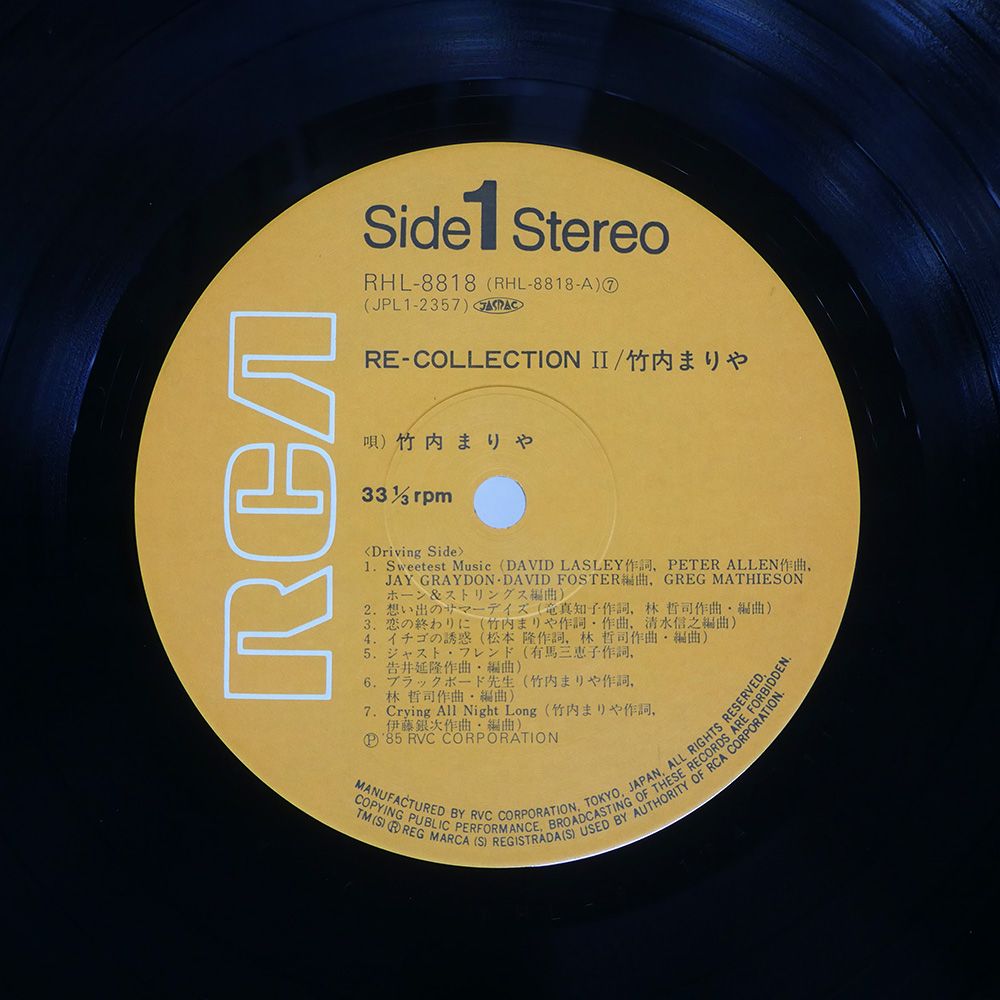 Side 1 Stereo
RHL-8818 (RHL-8818-A)⑦
(JPL1-2357) JASRAC
RE-COLLECTION II/竹内まりや
唄) 竹内まりや
33 1/3 rpm
RCA
〈Driving Side〉
1. Sweetest Music (DAVID LASLEY作詞, PETER ALLEN作曲,
JAY GRAYDON・DAVID FOSTER編曲, GREG MATHIESON
ホーン&ストリングス編曲)
2. 想い出のサマーデイズ (竜真知子作詞, 林 哲司作曲・編曲)
3. 恋の終わりに (竹内まりや作詞・作曲, 清水信之編曲)
4. イチゴの誘惑 (松本 隆作詞, 林 哲司作曲・編曲)
5. ジャスト・フレンド (有馬三恵子作詞,
告井延隆作曲・編曲)
6. ブラックボード先生 (竹内まりや作詞,
林 哲司作曲・編曲)
7. Crying All Night Long (竹内まりや作詞,
伊藤銀次作曲・編曲)
Ⓟ '85 RVC CORPORATION
MANUFACTURED BY RVC CORPORATION, TOKYO, JAPAN. ALL RIGHTS RESERVED.
COPYING PUBLIC PERFORMANCE, BROADCASTING OF THESE RECORDS ARE FORBIDDEN.
TM(S) ® REG MARCA (S) REGISTRADA(S) USED BY AUTHORITY OF RCA CORPORATION.